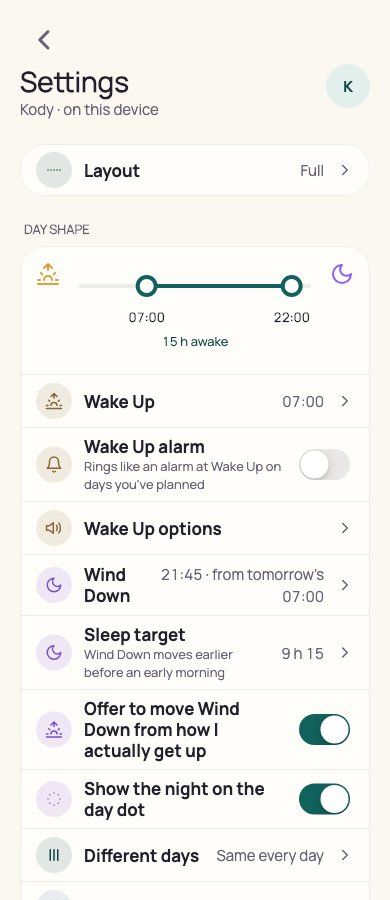 Settings
Kody · on this device
K
Layout
Full
DAY SHAPE
07:00
22:00
15 h awake
Wake Up
07:00
Wake Up alarm
Rings like an alarm at Wake Up on
days you've planned
Wake Up options
Wind
Down
21:45 · from tomorrow's
07:00
Sleep target
Wind Down moves earlier
before an early morning
9 h 15
Offer to move Wind
Down from how I
actually get up
Show the night on the
day dot
Different days
Same every day